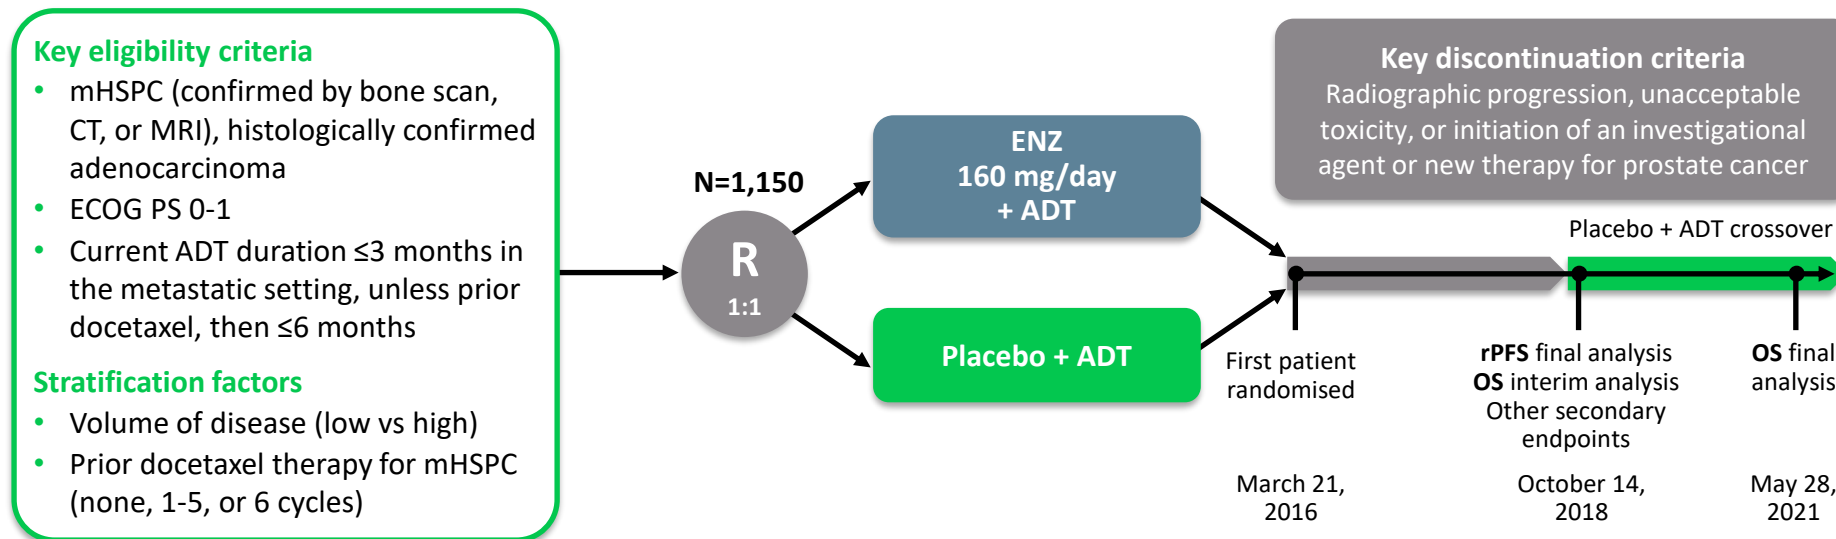 Key eligibility criteria
• mHSPC (confirmed by bone scan,
CT, or MRI), histologically confirmed
adenocarcinoma
• ECOG PS 0-1
• Current ADT duration ≤3 months in
the metastatic setting, unless prior
docetaxel, then ≤6 months
Stratification factors
• Volume of disease (low vs high)
• Prior docetaxel therapy for mHSPC
(none, 1-5, or 6 cycles)
N=1,150
R
1:1
ENZ
160 mg/day
+ ADT
Placebo + ADT
Key discontinuation criteria
Radiographic progression, unacceptable
toxicity, or initiation of an investigational
agent or new therapy for prostate cancer
Placebo + ADT crossover
First patient
randomised
March 21,
2016
rPFS final analysis
OS interim analysis
Other secondary
endpoints
October 14,
2018
OS final
analysis
May 28,
2021